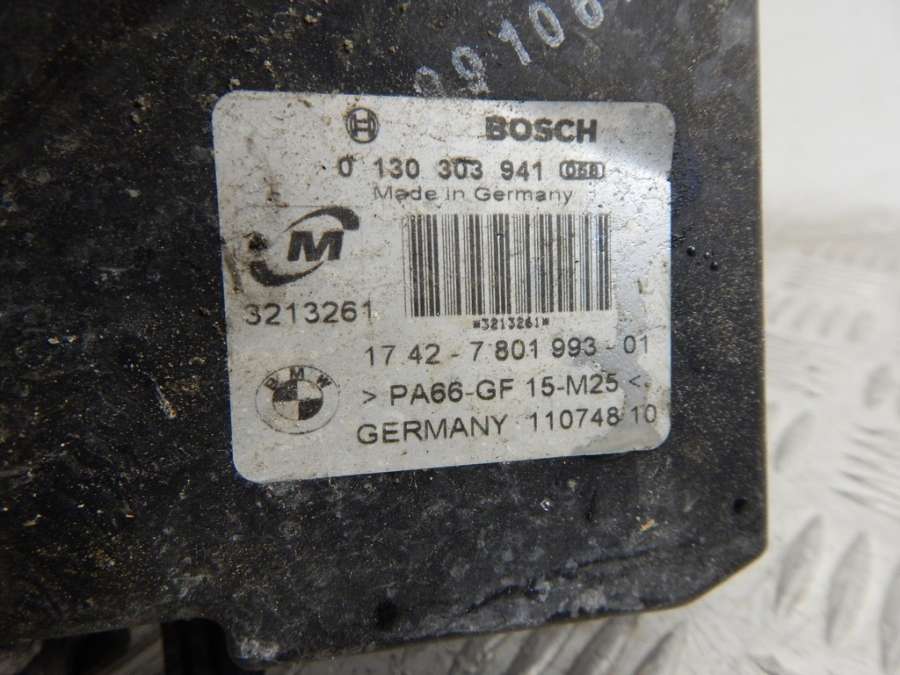 BOSCH
0 130 303 941
Made in Germany
M
3213261
*3213261*
17 42 - 7 801 993 - 01
BMW
> PA66-GF 15-M25 <
GERMANY 110748 10